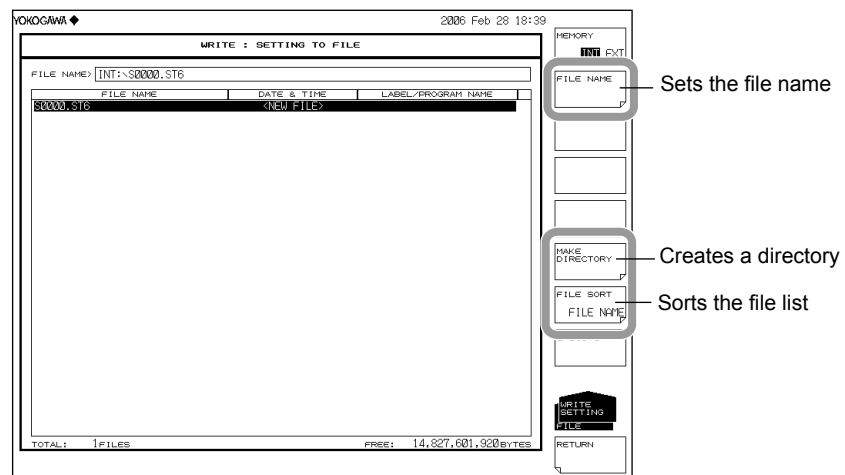 YOKOGAWA ◆
2006 Feb 28 18:39
WRITE : SETTING TO FILE
FILE NAME> INT:\S0000.ST6
FILE NAME DATE & TIME LABEL/PROGRAM NAME
S0000.ST6 <NEW FILE>
TOTAL: 1FILES FREE: 14,827,601,920BYTES
MEMORY
INT EXT
FILE NAME
MAKE
DIRECTORY
FILE SORT
FILE NAME
WRITE
SETTING
FILE
RETURN
Sets the file name
Creates a directory
Sorts the file list